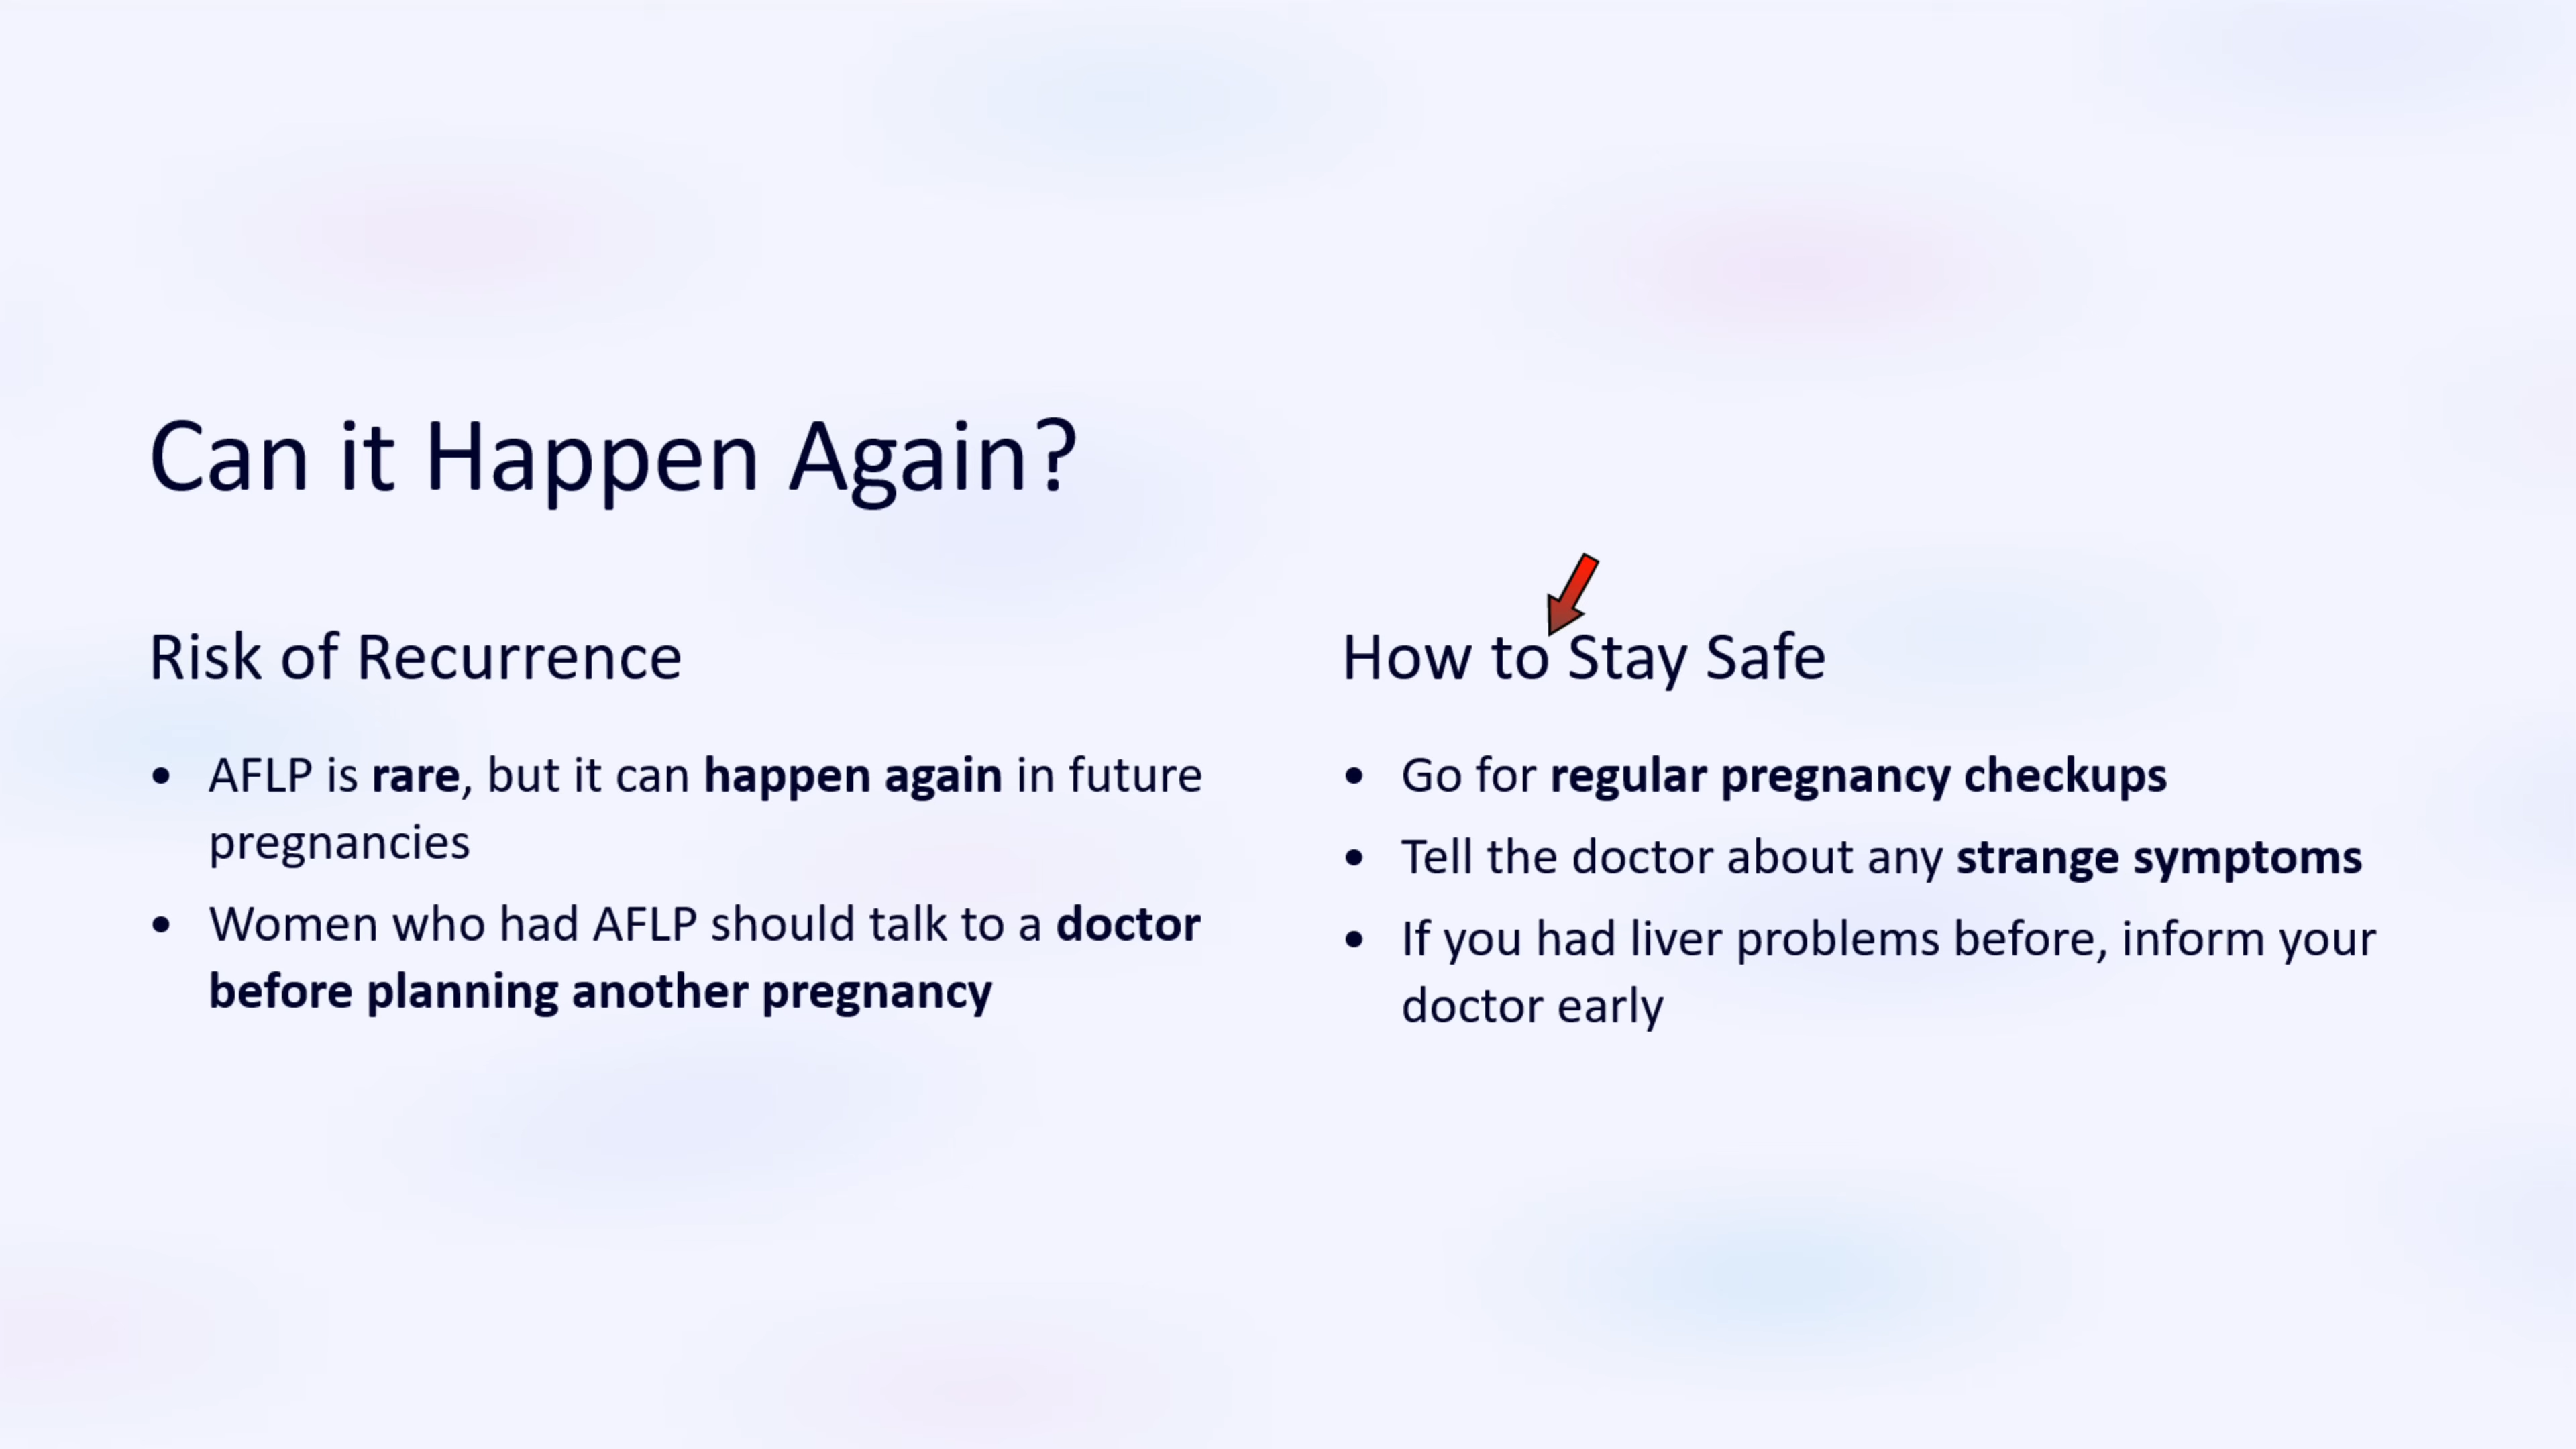 Can it Happen Again?
Risk of Recurrence
• AFLP is rare, but it can happen again in future
pregnancies
• Women who had AFLP should talk to a doctor
before planning another pregnancy
How to Stay Safe
• Go for regular pregnancy checkups
• Tell the doctor about any strange symptoms
• If you had liver problems before, inform your
doctor early